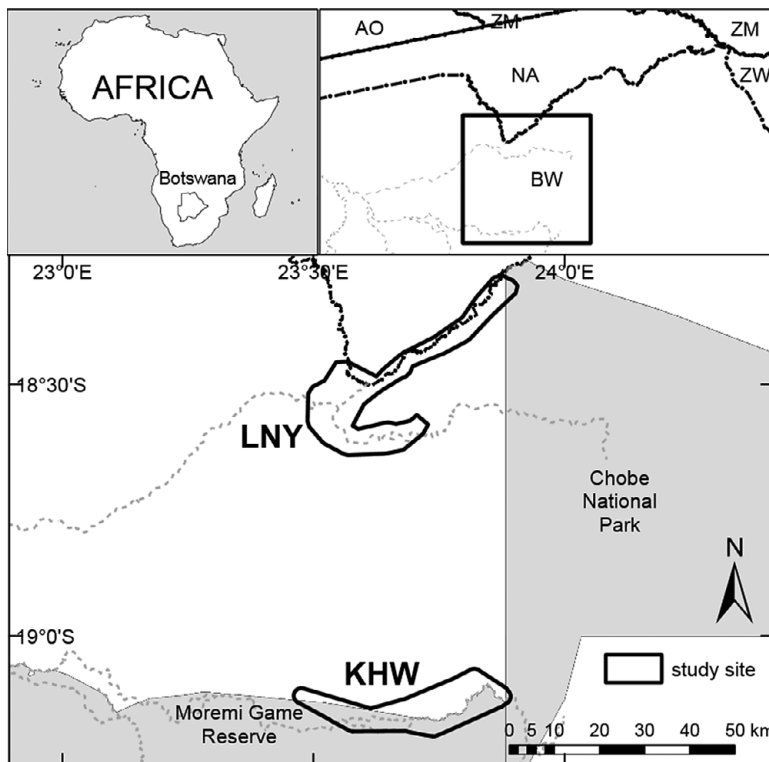 AFRICA
Botswana
AO
ZM
ZM
NA
ZW
BW
23°0'E
23°30'E
24°0'E
18°30'S
LNY
Chobe
National
Park
N
19°0'S
KHW
study site
Moremi Game
Reserve
0 5 10 20 30 40 50 km